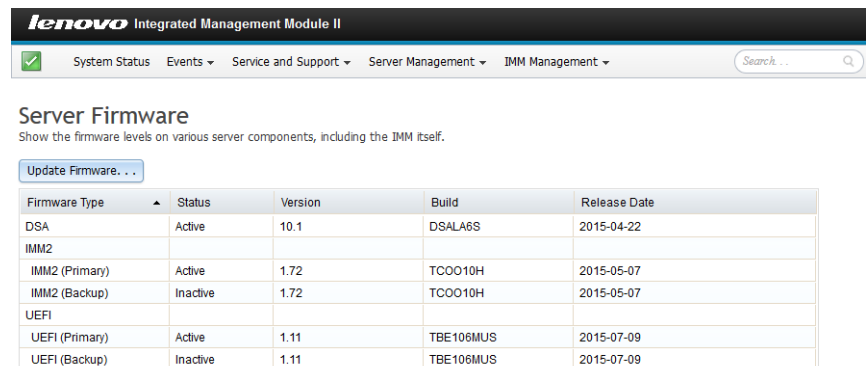 lenovo Integrated Management Module II
System Status Events Service and Support Server Management IMM Management Search...
Server Firmware
Show the firmware levels on various server components, including the IMM itself.
Update Firmware...
Firmware Type Status Version Build Release Date
DSA Active 10.1 DSALA6S 2015-04-22
IMM2
IMM2 (Primary) Active 1.72 TCOO10H 2015-05-07
IMM2 (Backup) Inactive 1.72 TCOO10H 2015-05-07
UEFI
UEFI (Primary) Active 1.11 TBE106MUS 2015-07-09
UEFI (Backup) Inactive 1.11 TBE106MUS 2015-07-09